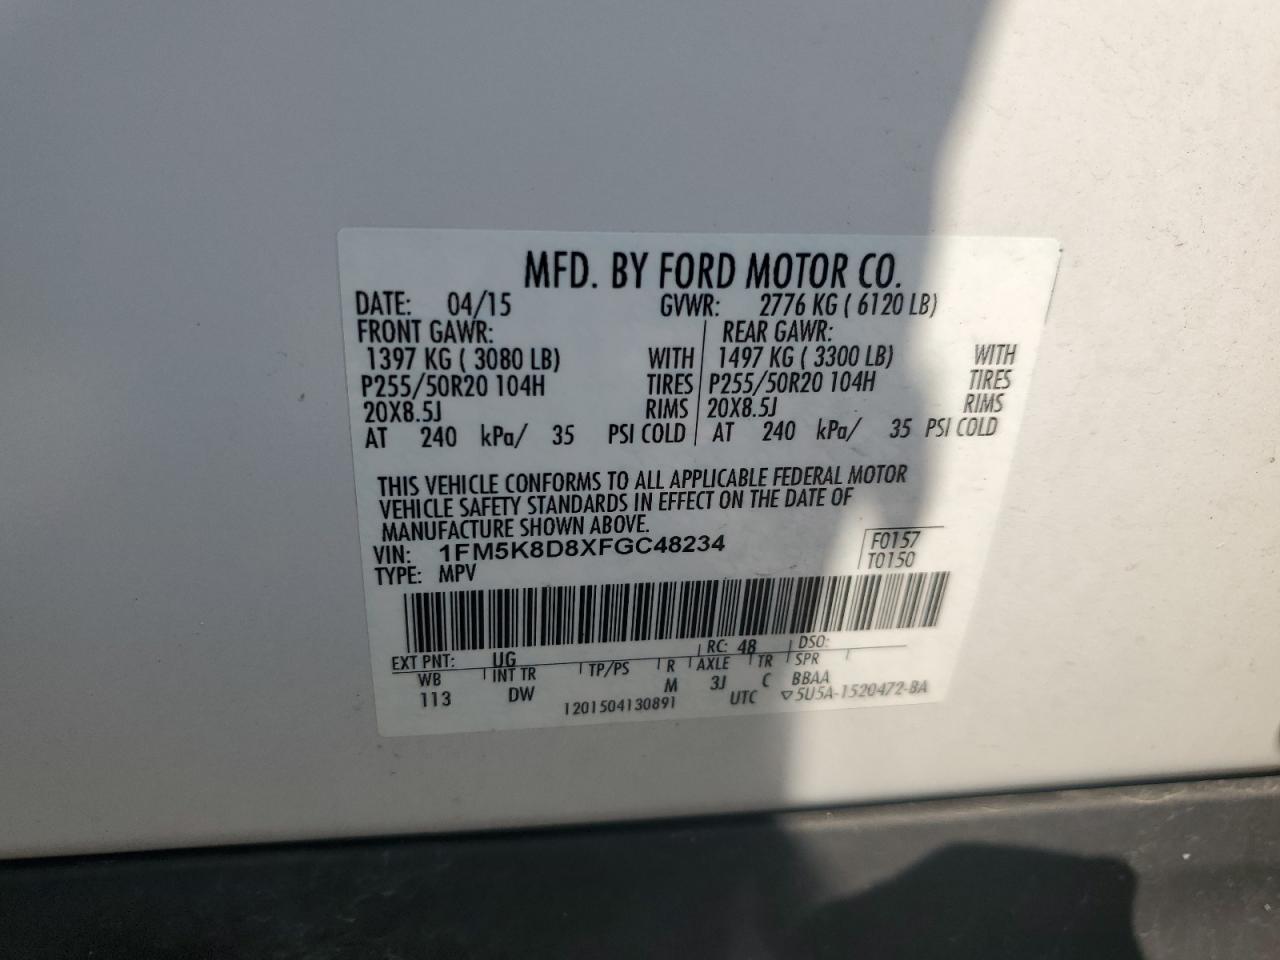 MFD. BY FORD MOTOR CO.
DATE: 04/15 GVWR: 2776 KG ( 6120 LB)
FRONT GAWR: REAR GAWR:
1397 KG ( 3080 LB) WITH 1497 KG ( 3300 LB) WITH
P255/50R20 104H TIRES P255/50R20 104H TIRES
20X8.5J RIMS 20X8.5J RIMS
AT 240 kPa/ 35 PSI COLD AT 240 kPa/ 35 PSI COLD
THIS VEHICLE CONFORMS TO ALL APPLICABLE FEDERAL MOTOR
VEHICLE SAFETY STANDARDS IN EFFECT ON THE DATE OF
MANUFACTURE SHOWN ABOVE.
VIN: 1FM5K8D8XFGC48234 F0157
TYPE: MPV T0150
EXT PNT: UG RC: 48 DSO:
WB INT TR TP/PS R AXLE TR SPR
113 DW M 3J C BBAA
1201504130891 UTC ▽5U5A-1520472-BA